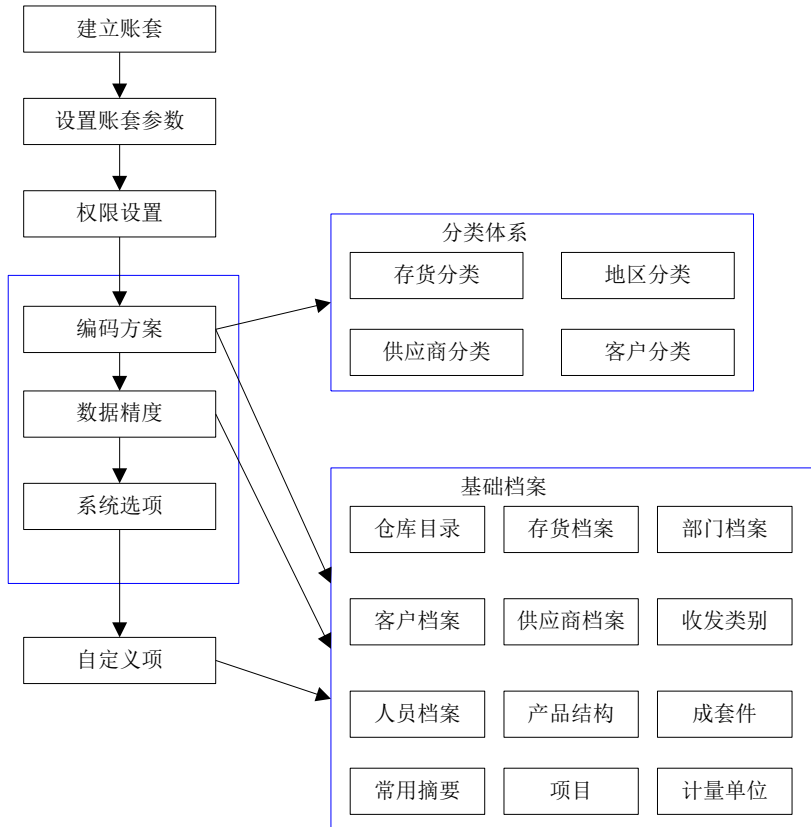 建立账套
设置账套参数
权限设置
编码方案
数据精度
系统选项
自定义项
分类体系
存货分类
地区分类
供应商分类
客户分类
基础档案
仓库目录
存货档案
部门档案
客户档案
供应商档案
收发类别
人员档案
产品结构
成套件
常用摘要
项目
计量单位